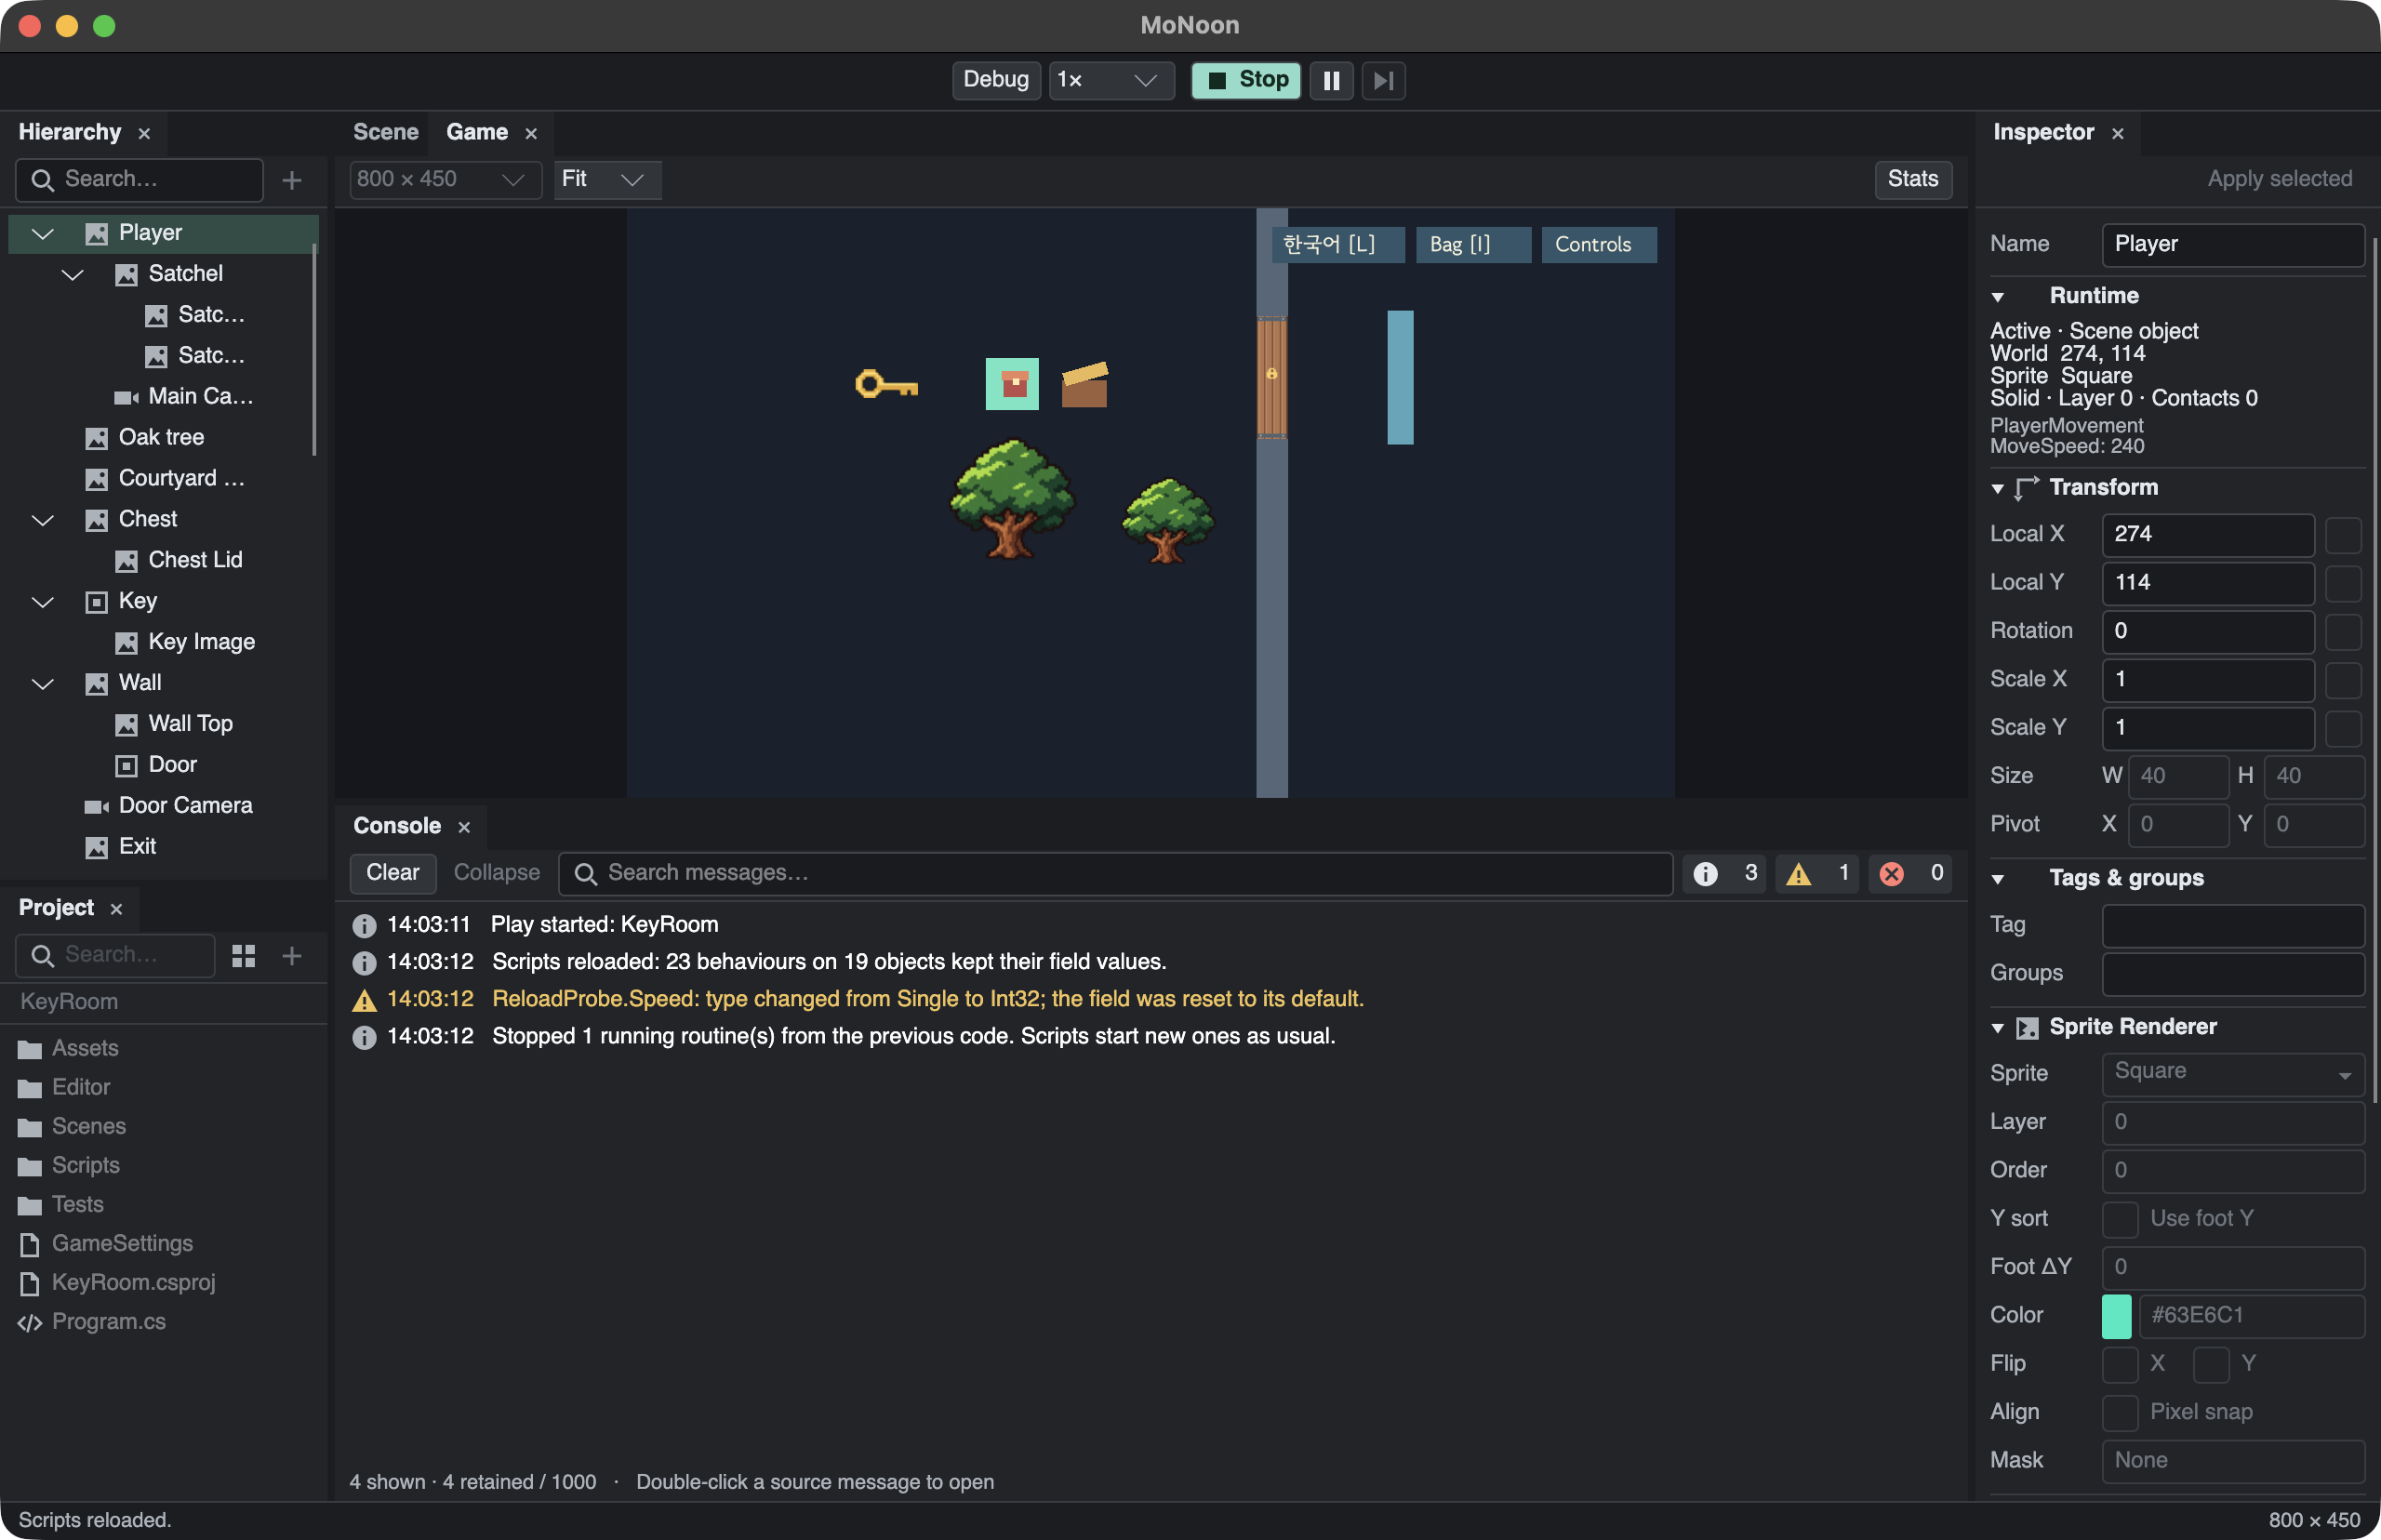 MoNoon
Debug 1× Stop
Hierarchy ×
Search...
Player
Satchel
Satc...
Satc...
Main Ca...
Oak tree
Courtyard ...
Chest
Chest Lid
Key
Key Image
Wall
Wall Top
Door
Door Camera
Exit
Project ×
Search...
KeyRoom
Assets
Editor
Scenes
Scripts
Tests
GameSettings
KeyRoom.csproj
Program.cs
Scene Game ×
800 × 450 Fit Stats
한국어 [L] Bag [I] Controls
Console ×
Clear Collapse Search messages... 3 1 0
14:03:11 Play started: KeyRoom
14:03:12 Scripts reloaded: 23 behaviours on 19 objects kept their field values.
14:03:12 ReloadProbe.Speed: type changed from Single to Int32; the field was reset to its default.
14:03:12 Stopped 1 running routine(s) from the previous code. Scripts start new ones as usual.
4 shown · 4 retained / 1000 · Double-click a source message to open
Inspector ×
Apply selected
Name Player
Runtime
Active · Scene object
World 274, 114
Sprite Square
Solid · Layer 0 · Contacts 0
PlayerMovement
MoveSpeed: 240
Transform
Local X 274
Local Y 114
Rotation 0
Scale X 1
Scale Y 1
Size W 40 H 40
Pivot X 0 Y 0
Tags & groups
Tag
Groups
Sprite Renderer
Sprite Square
Layer 0
Order 0
Y sort Use foot Y
Foot ΔY 0
Color #63E6C1
Flip X Y
Align Pixel snap
Mask None
Scripts reloaded. 800 × 450